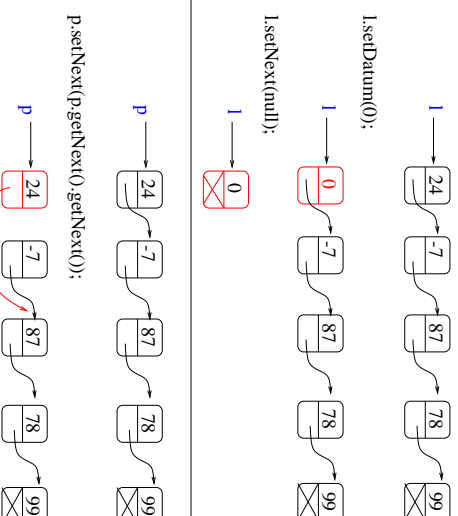 l 24 -7 87 78 99
l.setDatum(0);
l 0 -7 87 78 99
l.setNext(null);
l 0
p 24 -7 87 78 99
p.setNext(p.getNext().getNext());
p 24 -7 87 78 99